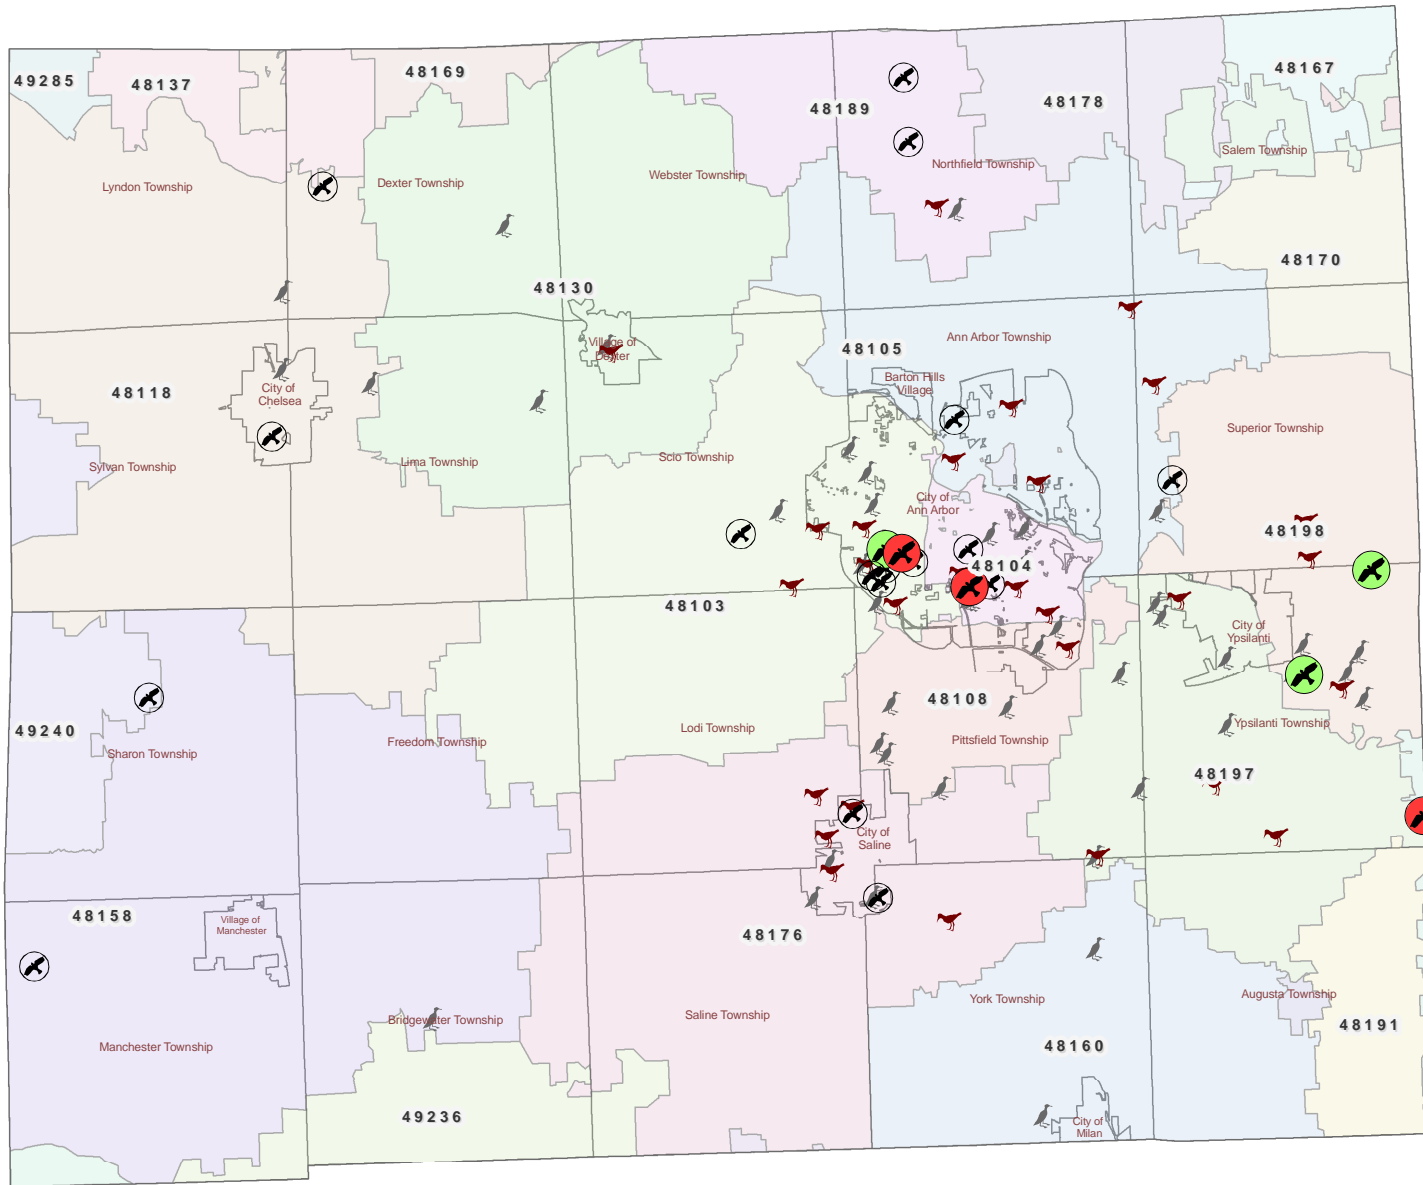 48169
48167
49285
48137
48178
48189
Salem Township
Northfield Township
Webster Township
Dexter Township
Lyndon Township
48170
48130
Ann Arbor Township
Village of
Dexter
48105
Barton Hills
Village
48118
City of
Chelsea
Superior Township
Scio Township
Lima Township
Sylvan Township
City of
Ann Arbor
48198
48104
48103
City of
Ypsilanti
48108
Ypsilanti Township
Lodi Township
49240
Pittsfield Township
Freedom Township
Sharon Township
48197
City of
Saline
48158
Village of
Manchester
48176
Augusta Township
York Township
Saline Township
Bridgewater Township
48191
Manchester Township
48160
49236
City of
Milan